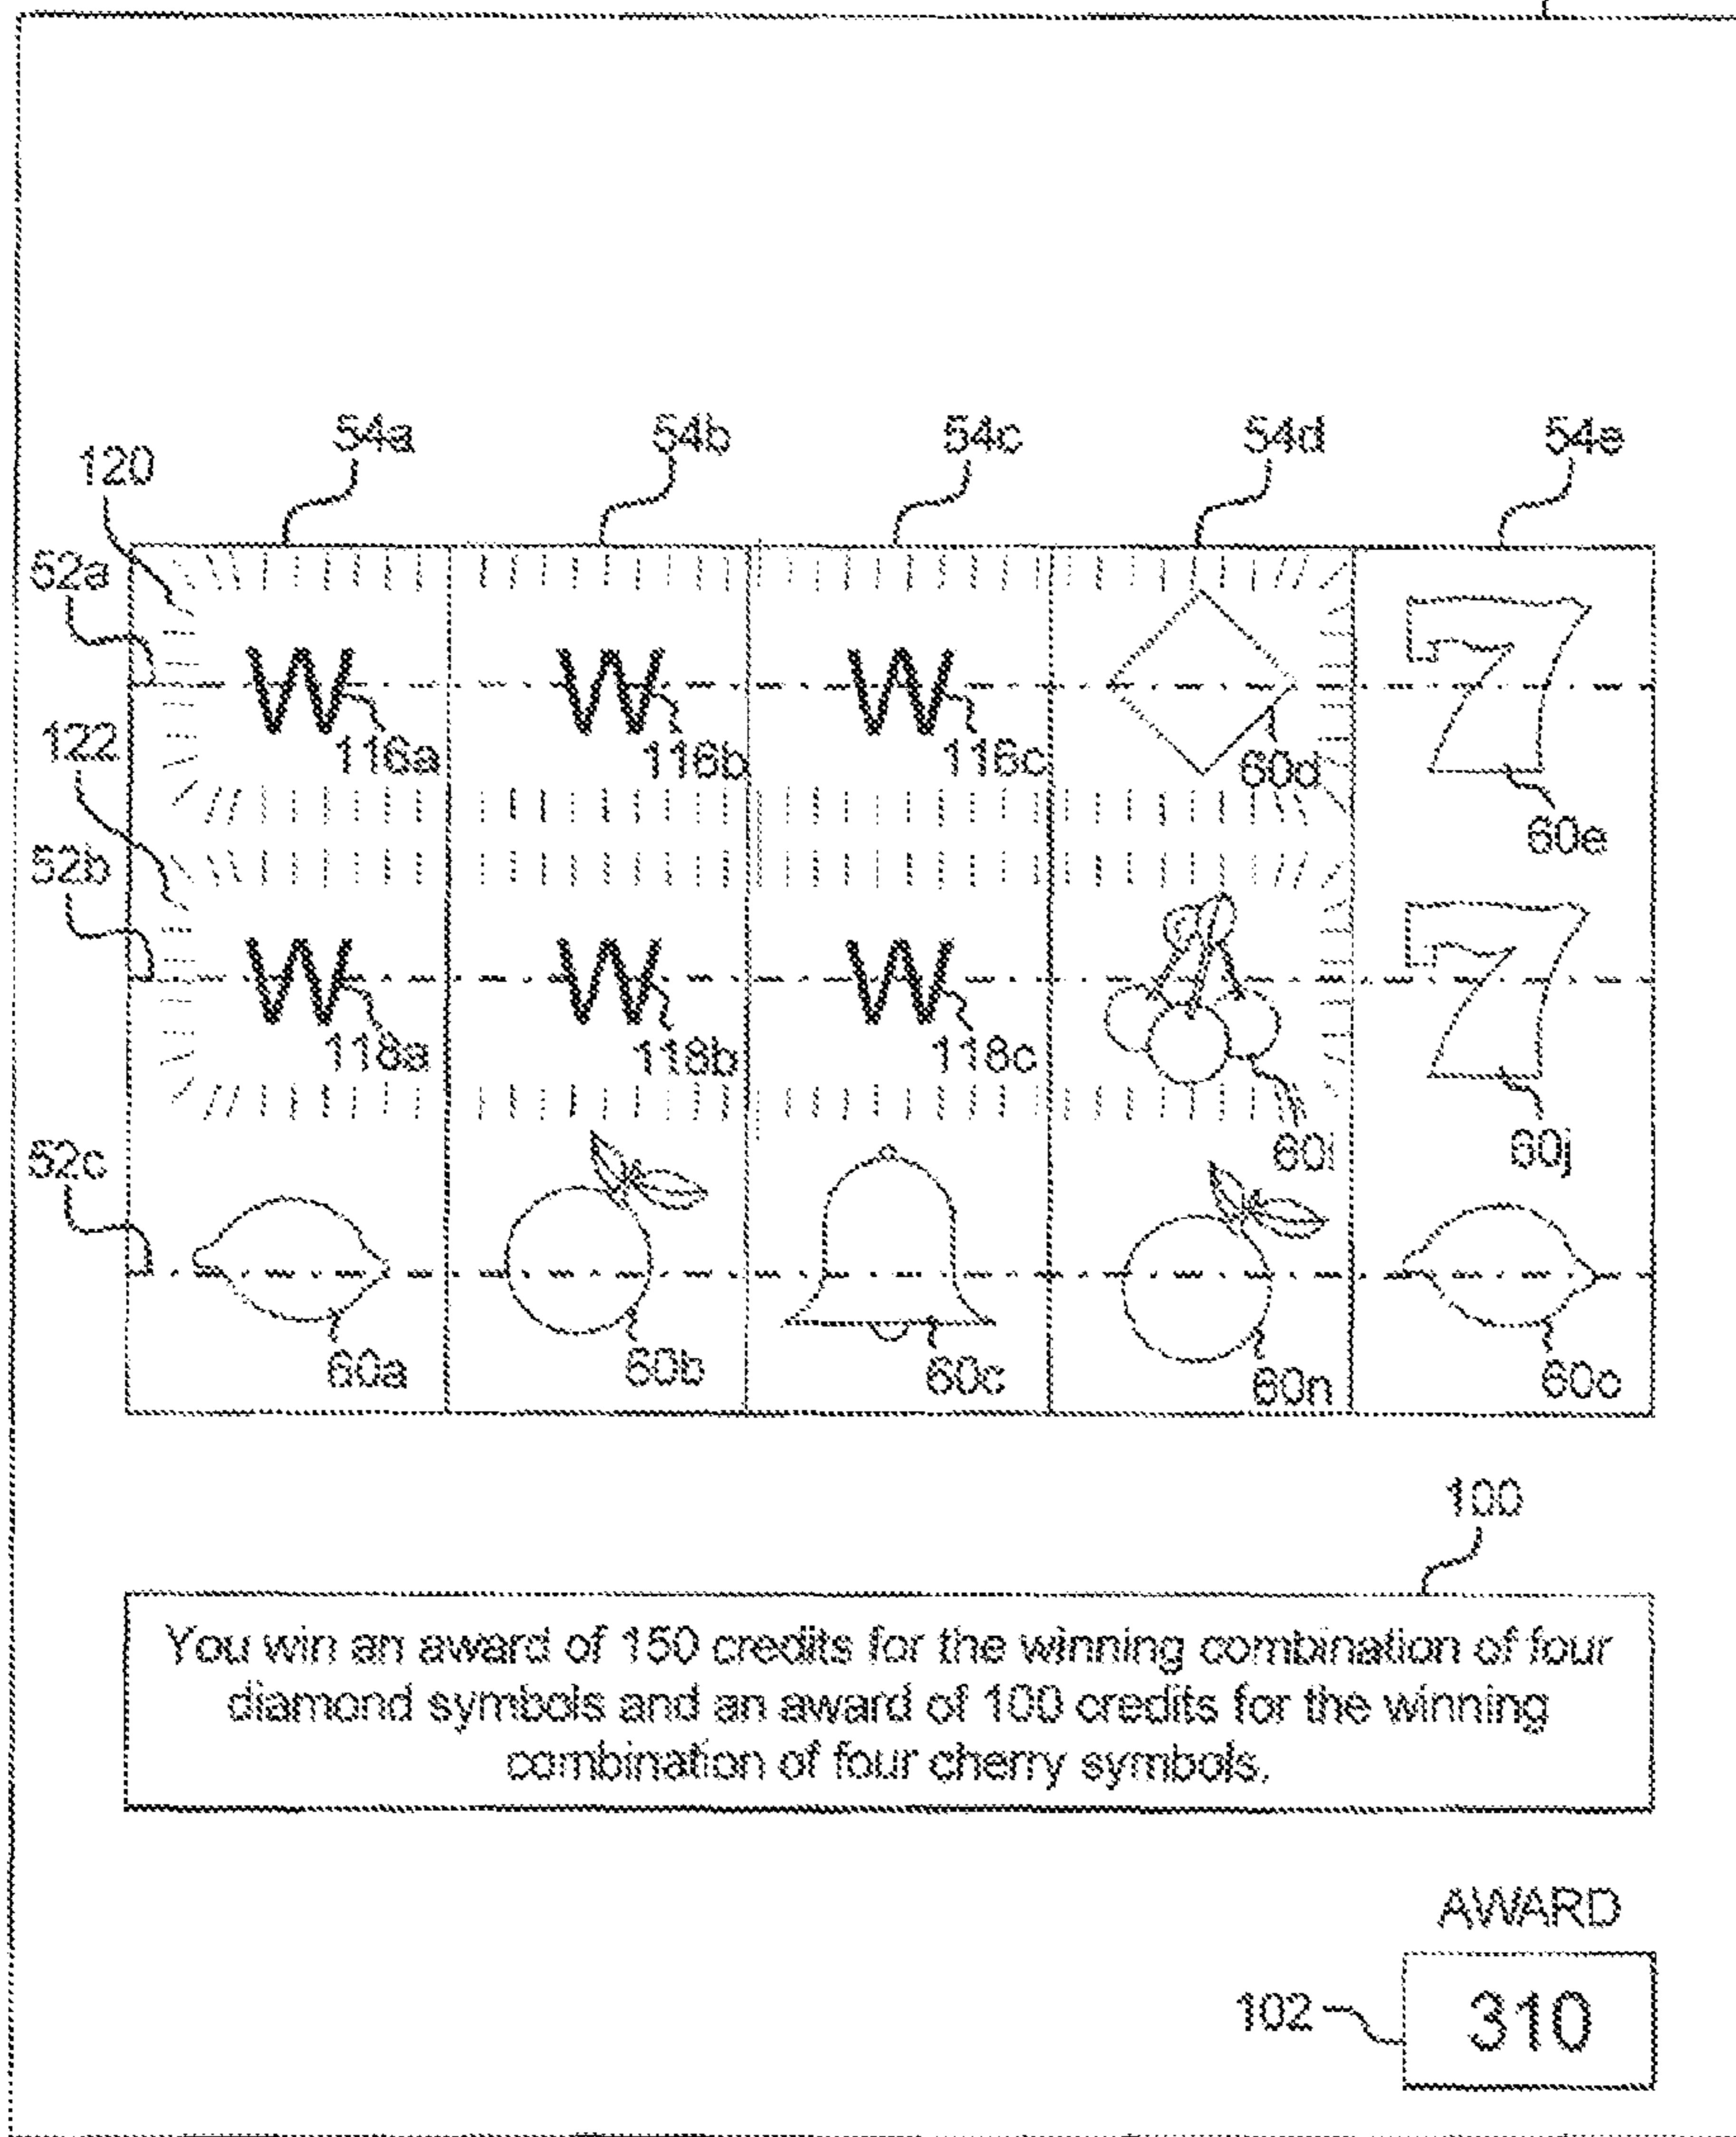 54a 54b 54c 54d 54e
120
52a
W W W 7
116a 116b 116c 60d
122
60e
52b
W W W 7
118a 118b 118c
60i 60j
52c
60a 60b 60c 60n 60o
100
You win an award of 150 credits for the winning combination of four
diamond symbols and an award of 100 credits for the winning
combination of four cherry symbols.
AWARD
102 310